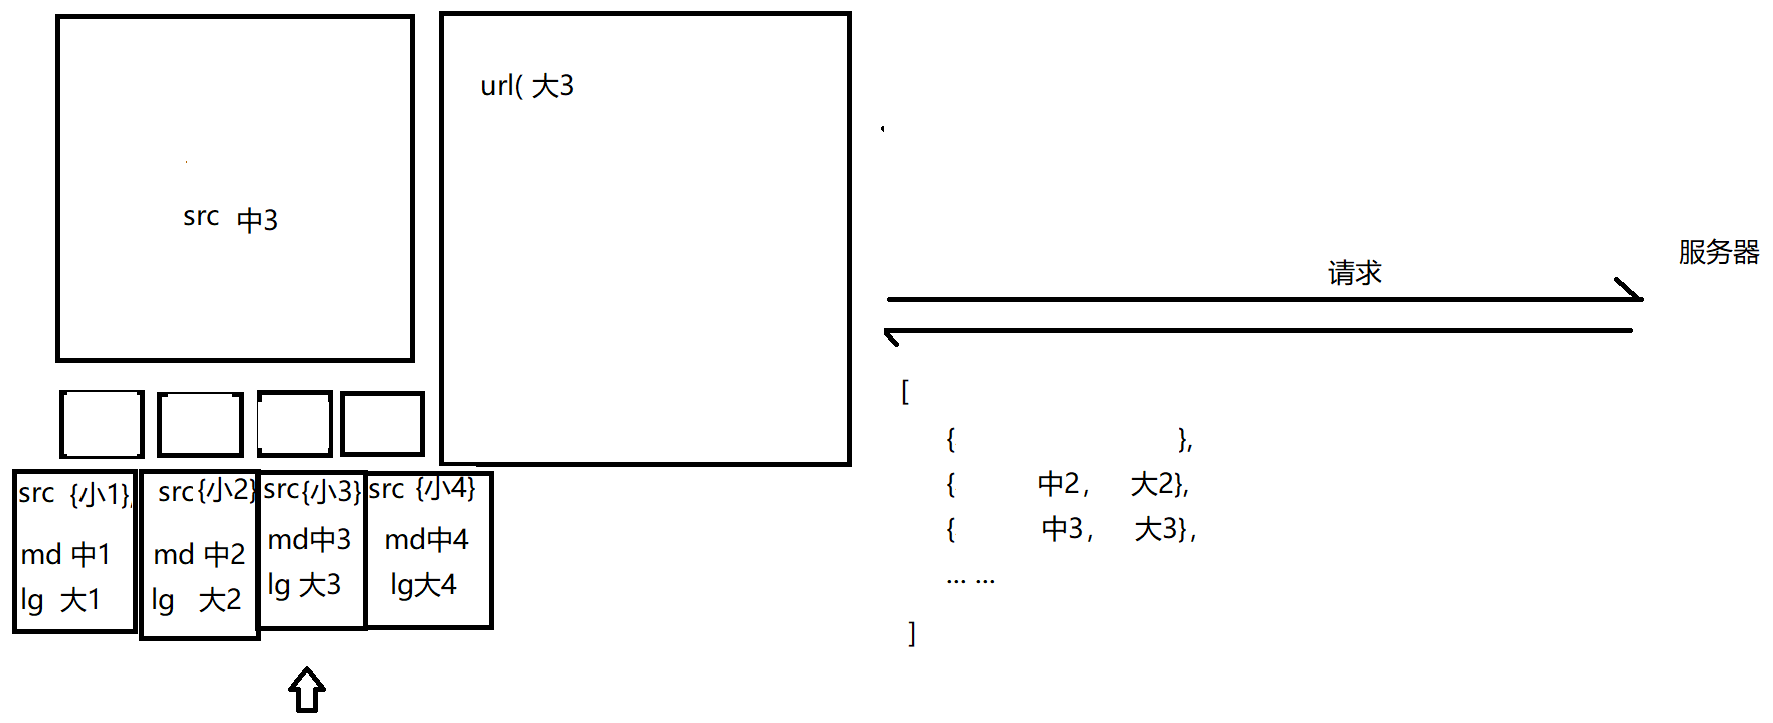 url( 大3
src 中3
请求
服务器
src {小1},
md 中1
lg 大1
src{小2}
md 中2
lg 大2
src{小3}
md中3
lg 大3
src {小4}
md中4
lg大4
[
{ },
{ 中2， 大2},
{ 中3， 大3},
... ...
]